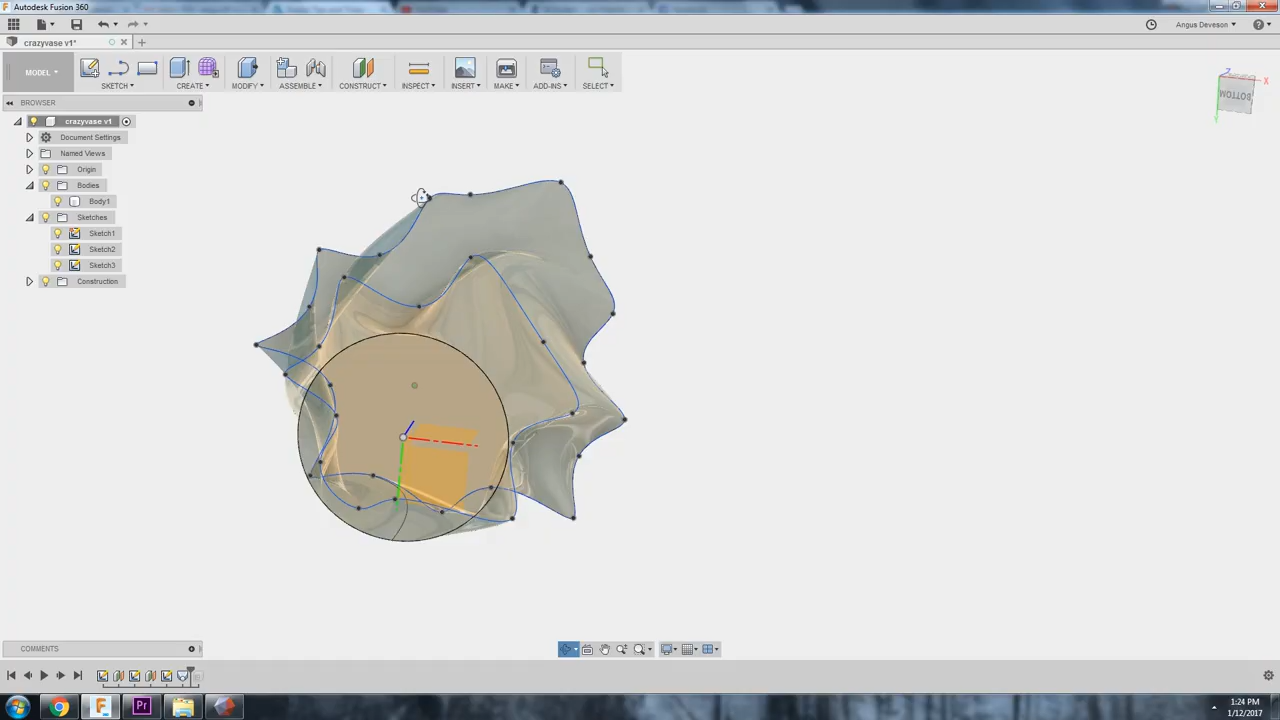 Autodesk Fusion 360
Angus Deveson
crazyvase v1*
MODEL
SKETCH
CREATE
MODIFY
ASSEMBLE
CONSTRUCT
INSPECT
INSERT
MAKE
ADD-INS
SELECT
BROWSER
crazyvase v1
Document Settings
Named Views
Origin
Bodies
Body1
Sketches
Sketch1
Sketch2
Sketch3
Construction
Z
X
BOTTOM
Y
COMMENTS
1:24 PM
1/12/2017